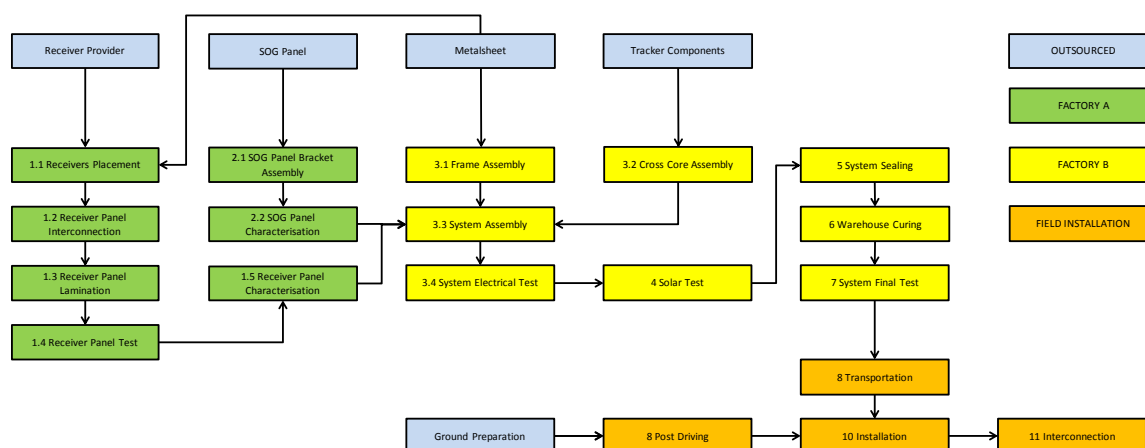 Receiver Provider
SOG Panel
Metalsheet
Tracker Components
OUTSOURCED
FACTORY A
1.1 Receivers Placement
2.1 SOG Panel Bracket
Assembly
3.1 Frame Assembly
3.2 Cross Core Assembly
5 System Sealing
FACTORY B
1.2 Receiver Panel
Interconnection
2.2 SOG Panel
Characterisation
3.3 System Assembly
6 Warehouse Curing
FIELD INSTALLATION
1.3 Receiver Panel
Lamination
1.5 Receiver Panel
Characterisation
3.4 System Electrical Test
4 Solar Test
7 System Final Test
1.4 Receiver Panel Test
8 Transportation
Ground Preparation
8 Post Driving
10 Installation
11 Interconnection